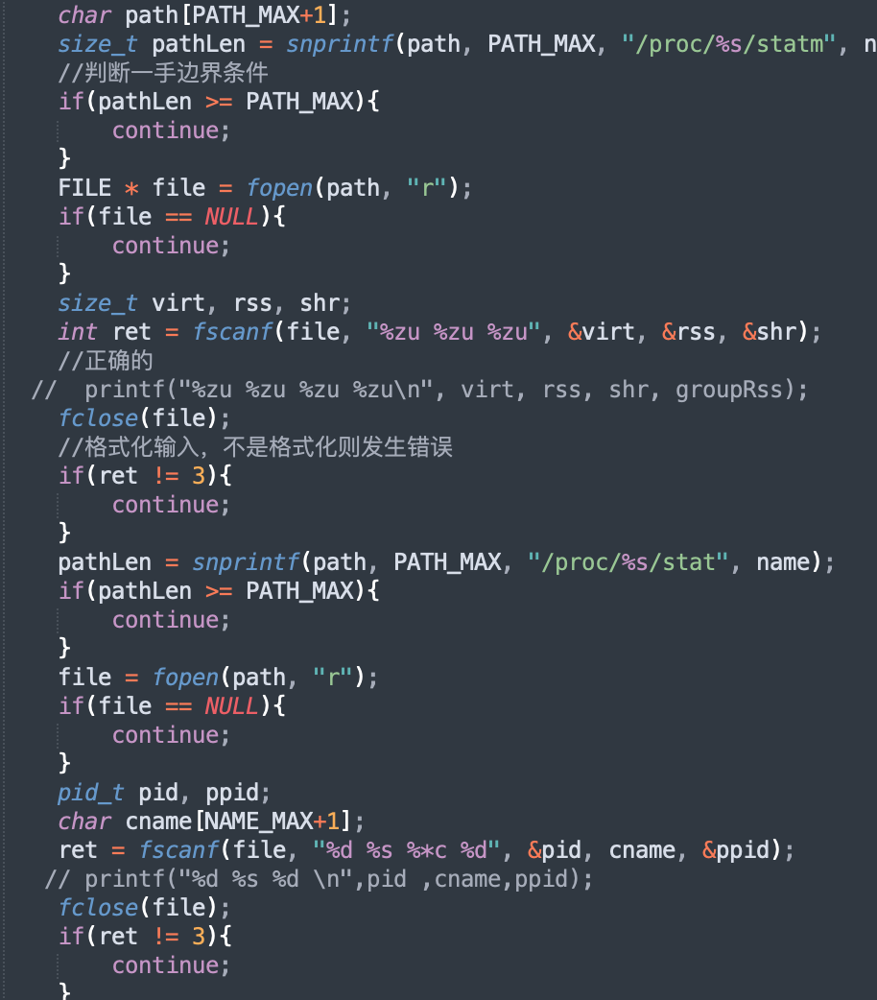 char path[PATH_MAX+1];
size_t pathLen = snprintf(path, PATH_MAX, "/proc/%s/statm", n
//判断一手边界条件
if(pathLen >= PATH_MAX){
continue;
}
FILE * file = fopen(path, "r");
if(file == NULL){
continue;
}
size_t virt, rss, shr;
int ret = fscanf(file, "%zu %zu %zu", &virt, &rss, &shr);
//正确的
//  printf("%zu %zu %zu %zu\n", virt, rss, shr, groupRss);
fclose(file);
//格式化输入，不是格式化则发生错误
if(ret != 3){
continue;
}
pathLen = snprintf(path, PATH_MAX, "/proc/%s/stat", name);
if(pathLen >= PATH_MAX){
continue;
}
file = fopen(path, "r");
if(file == NULL){
continue;
}
pid_t pid, ppid;
char cname[NAME_MAX+1];
ret = fscanf(file, "%d %s %*c %d", &pid, cname, &ppid);
// printf("%d %s %d \n",pid ,cname,ppid);
fclose(file);
if(ret != 3){
continue;
}